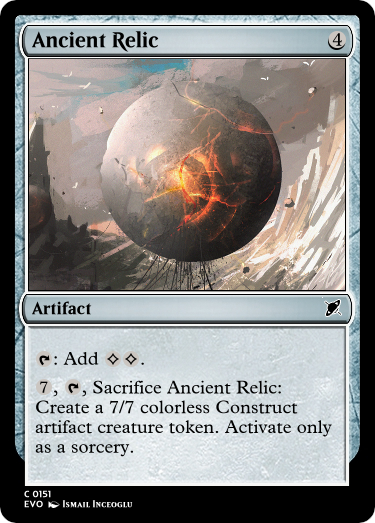 Ancient Relic 4
Artifact
: Add .
7, , Sacrifice Ancient Relic:
Create a 7/7 colorless Construct
artifact creature token. Activate only
as a sorcery.
C 0151
EVO Ismail Inceoglu